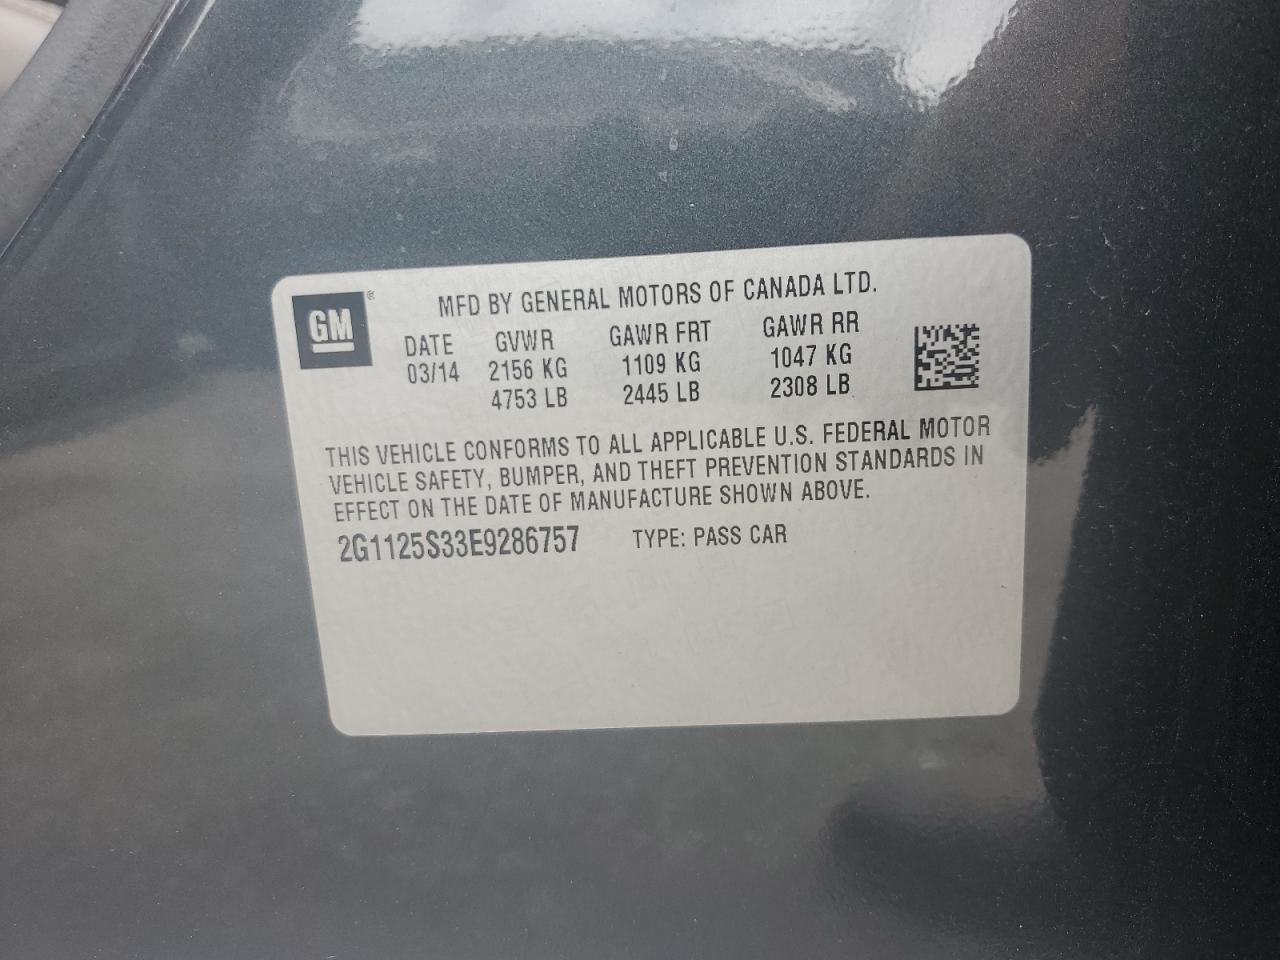 GM ®
MFD BY GENERAL MOTORS OF CANADA LTD.
DATE GVWR GAWR FRT GAWR RR
03/14 2156 KG 1109 KG 1047 KG
4753 LB 2445 LB 2308 LB
THIS VEHICLE CONFORMS TO ALL APPLICABLE U.S. FEDERAL MOTOR
VEHICLE SAFETY, BUMPER, AND THEFT PREVENTION STANDARDS IN
EFFECT ON THE DATE OF MANUFACTURE SHOWN ABOVE.
2G1125S33E9286757 TYPE: PASS CAR